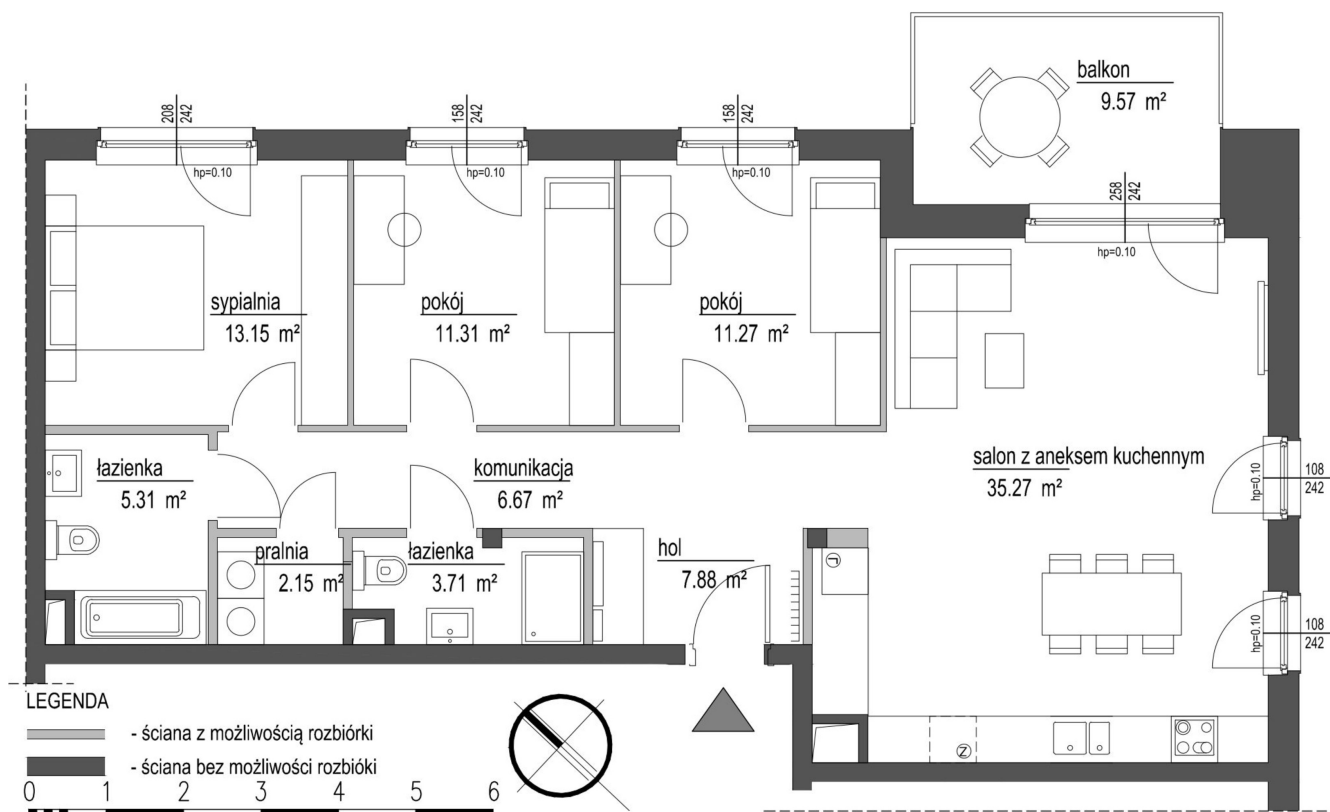 balkon
9.57 m²
208
242
hp=0.10
158
242
hp=0.10
158
242
hp=0.10
258
242
hp=0.10
sypialnia
13.15 m²
pokój
11.31 m²
pokój
11.27 m²
łazienka
5.31 m²
komunikacja
6.67 m²
salon z aneksem kuchennym
35.27 m²
hp=0.10
108
242
pralnia
2.15 m²
łazienka
3.71 m²
hol
7.88 m²
L
hp=0.10
108
242
Z
LEGENDA
- ściana z możliwością rozbiórki
- ściana bez możliwości rozbióki
0 1 2 3 4 5 6